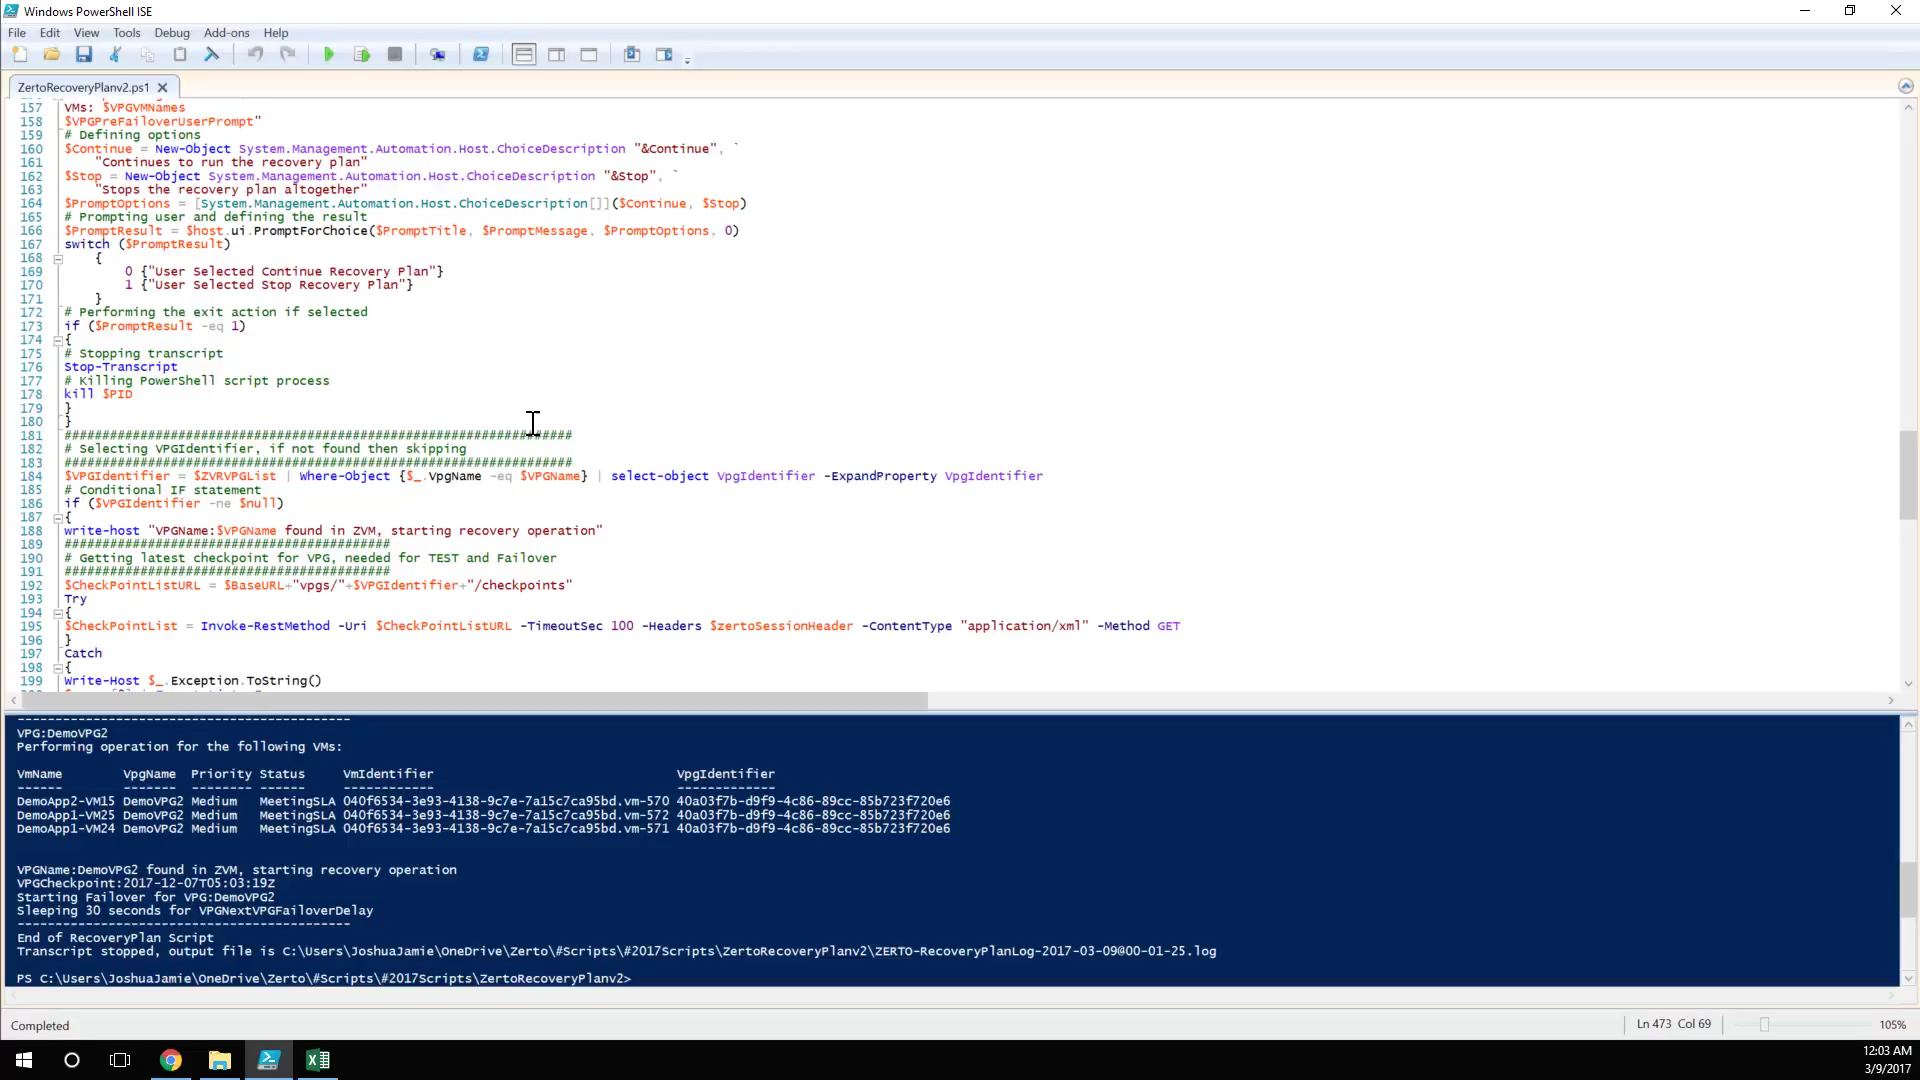 Windows PowerShell ISE
File Edit View Tools Debug Add-ons Help
ZertoRecoveryPlanv2.ps1
157 VMs: $VPGVMNames
158 $VPGPreFailoverUserPrompt"
159 # Defining options
160 $Continue = New-Object System.Management.Automation.Host.ChoiceDescription "&Continue", `
161 "Continues to run the recovery plan"
162 $Stop = New-Object System.Management.Automation.Host.ChoiceDescription "&Stop", `
163 "Stops the recovery plan altogether"
164 $PromptOptions = [System.Management.Automation.Host.ChoiceDescription[]]($Continue, $Stop)
165 # Prompting user and defining the result
166 $PromptResult = $host.ui.PromptForChoice($PromptTitle, $PromptMessage, $PromptOptions, 0)
167 switch ($PromptResult)
168 {
169 0 {"User Selected Continue Recovery Plan"}
170 1 {"User Selected Stop Recovery Plan"}
171 }
172 # Performing the exit action if selected
173 if ($PromptResult -eq 1)
174 {
175 # Stopping transcript
176 Stop-Transcript
177 # Killing PowerShell script process
178 kill $PID
179 }
180 }
181 ###################################################################
182 # Selecting VPGIdentifier, if not found then skipping
183 ###################################################################
184 $VPGIdentifier = $ZVRVPGList | Where-Object {$_.VpgName -eq $VPGName} | select-object VpgIdentifier -ExpandProperty VpgIdentifier
185 # Conditional IF statement
186 if ($VPGIdentifier -ne $null)
187 {
188 write-host "VPGName:$VPGName found in ZVM, starting recovery operation"
189 ###########################################
190 # Getting latest checkpoint for VPG, needed for TEST and Failover
191 ###########################################
192 $CheckPointListURL = $BaseURL+"vpgs/"+$VPGIdentifier+"/checkpoints"
193 Try
194 {
195 $CheckPointList = Invoke-RestMethod -Uri $CheckPointListURL -TimeoutSec 100 -Headers $zertoSessionHeader -ContentType "application/xml" -Method GET
196 }
197 Catch
198 {
199 Write-Host $_.Exception.ToString()
--------------------------------------------
VPG:DemoVPG2
Performing operation for the following VMs:
VmName VpgName Priority Status VmIdentifier VpgIdentifier
------ ------- -------- ------ ------------ -------------
DemoApp2-VM15 DemoVPG2 Medium MeetingSLA 040f6534-3e93-4138-9c7e-7a15c7ca95bd.vm-570 40a03f7b-d9f9-4c86-89cc-85b723f720e6
DemoApp1-VM25 DemoVPG2 Medium MeetingSLA 040f6534-3e93-4138-9c7e-7a15c7ca95bd.vm-572 40a03f7b-d9f9-4c86-89cc-85b723f720e6
DemoApp1-VM24 DemoVPG2 Medium MeetingSLA 040f6534-3e93-4138-9c7e-7a15c7ca95bd.vm-571 40a03f7b-d9f9-4c86-89cc-85b723f720e6
VPGName:DemoVPG2 found in ZVM, starting recovery operation
VPGCheckpoint:2017-12-07T05:03:19Z
Starting Failover for VPG:DemoVPG2
Sleeping 30 seconds for VPGNextVPGFailoverDelay
--------------------------------------------
End of RecoveryPlan Script
Transcript stopped, output file is C:\Users\JoshuaJamie\OneDrive\Zerto\#Scripts\#2017Scripts\ZertoRecoveryPlanv2\ZERTO-RecoveryPlanLog-2017-03-09@00-01-25.log
PS C:\Users\JoshuaJamie\OneDrive\Zerto\#Scripts\#2017Scripts\ZertoRecoveryPlanv2>
Completed
Ln 473 Col 69
105%
12:03 AM
3/9/2017